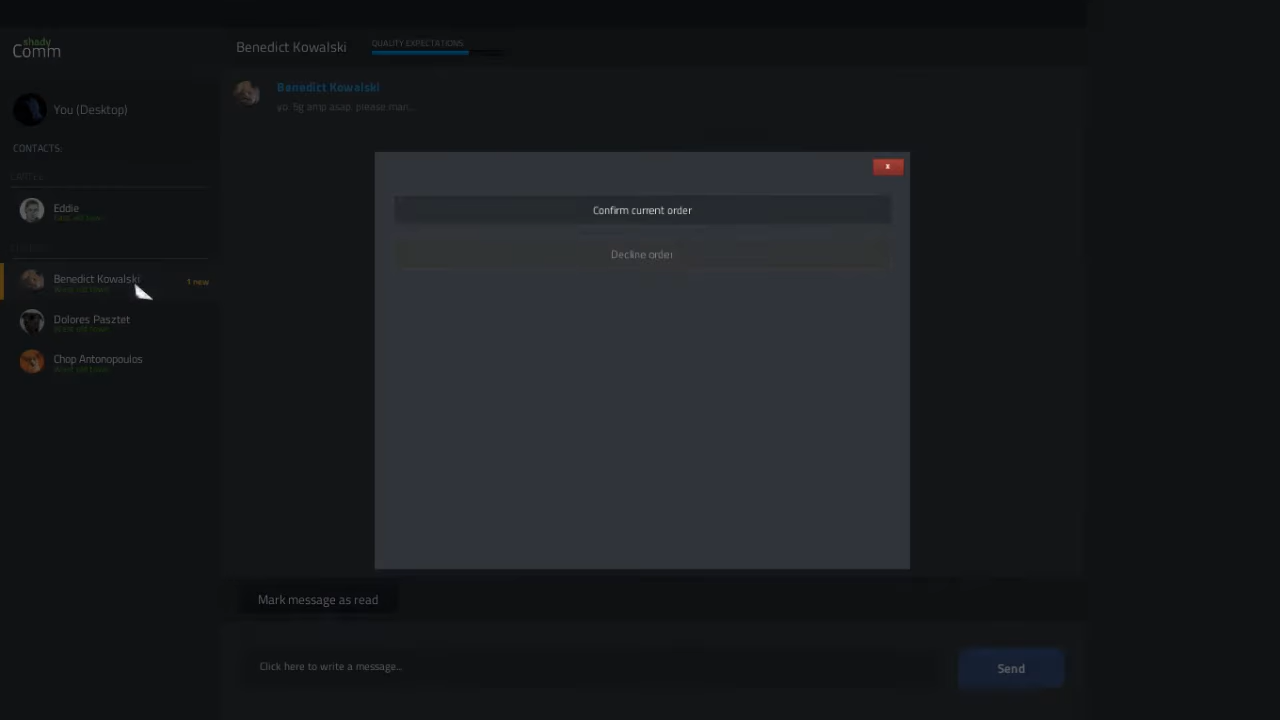 shady
Comm
You (Desktop)
CONTACTS:
Eddie
Benedict Kowalski
1 new
Dolores Pasztet
Chop Antonopoulos
Benedict Kowalski
QUALITY EXPECTATIONS
Benedict Kowalski
yo. 5g amp asap. please man...
x
Confirm current order
Decline order
Mark message as read
Click here to write a message...
Send